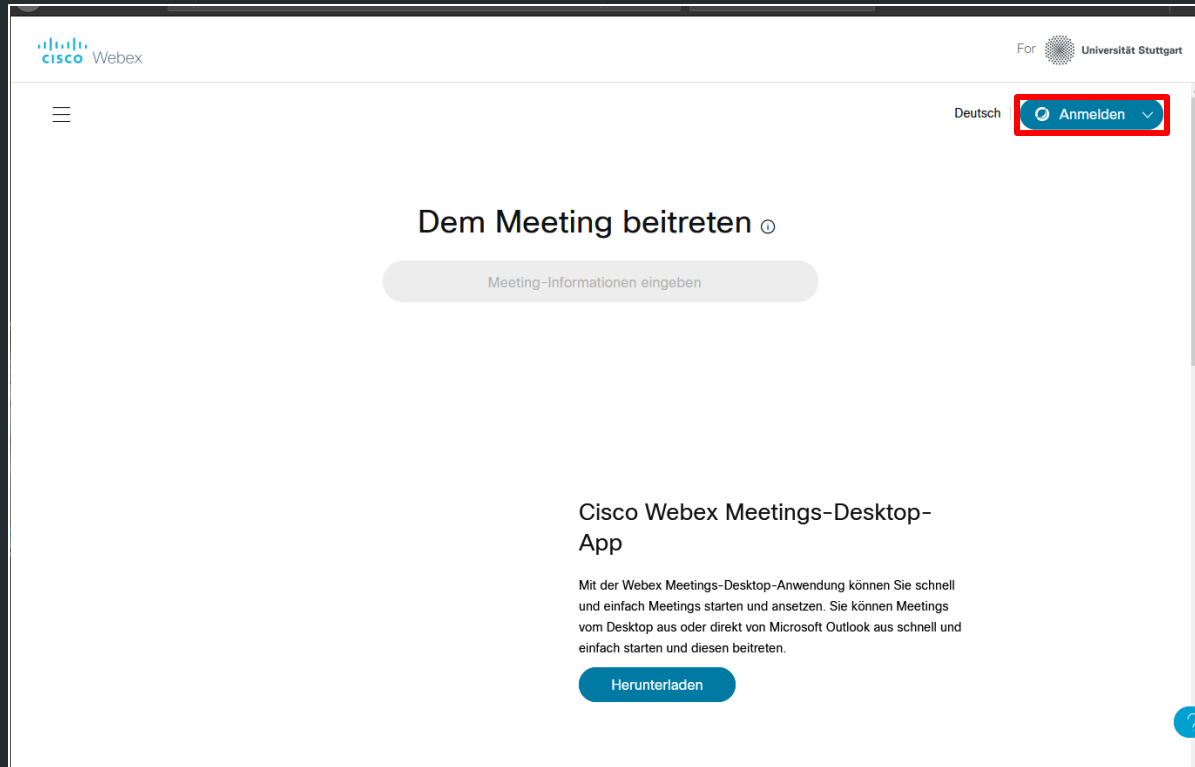 CISCO Webex
For Universität Stuttgart
Deutsch Anmelden
Dem Meeting beitreten
Meeting-Informationen eingeben
Cisco Webex Meetings-Desktop-
App
Mit der Webex Meetings-Desktop-Anwendung können Sie schnell
und einfach Meetings starten und ansetzen. Sie können Meetings
vom Desktop aus oder direkt von Microsoft Outlook aus schnell und
einfach starten und diesen beitreten.
Herunterladen
?